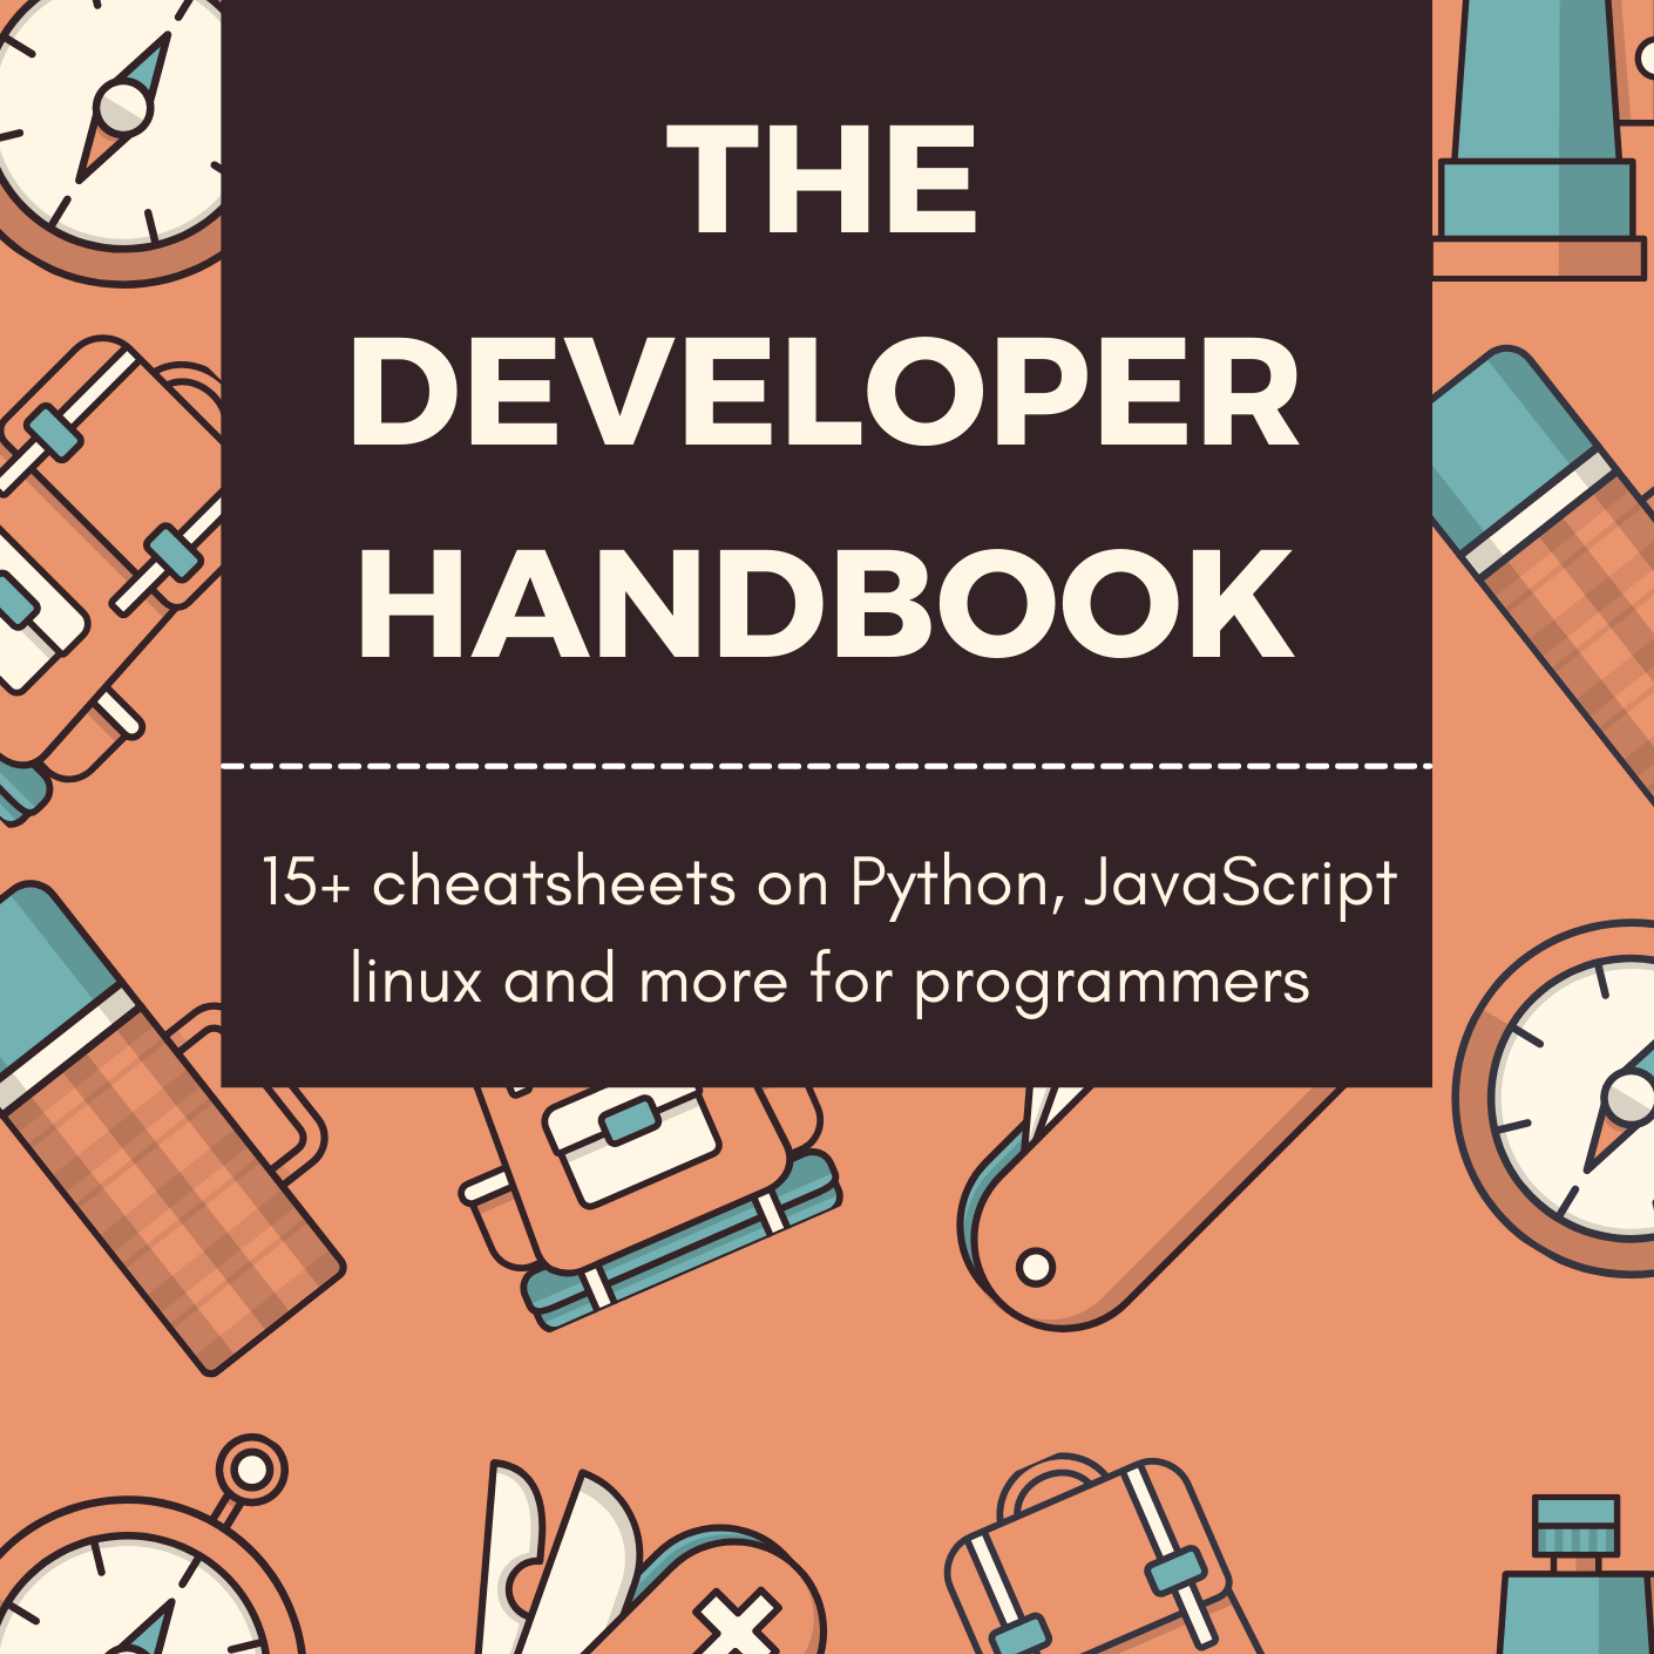 THE
DEVELOPER
HANDBOOK
15+ cheatsheets on Python, JavaScript
linux and more for programmers